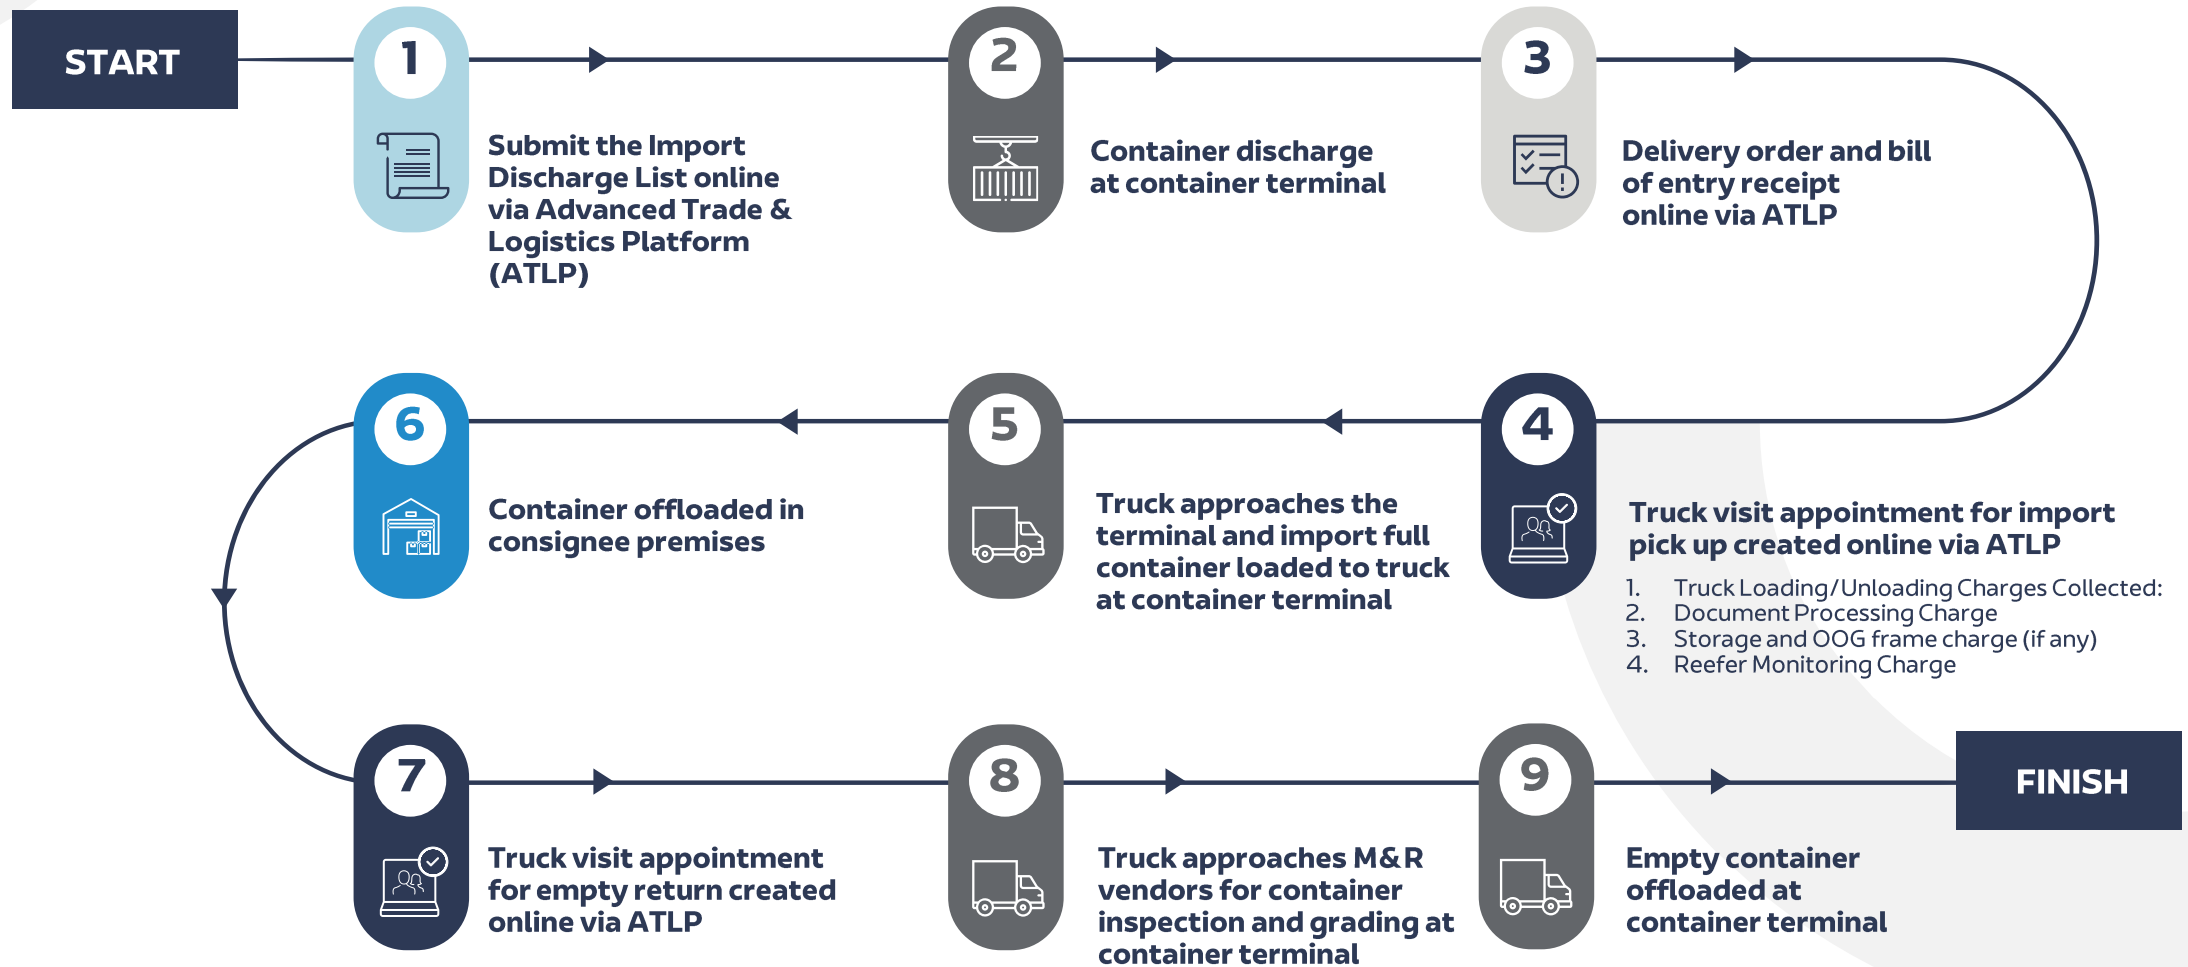 START
1
Submit the Import
Discharge List online
via Advanced Trade &
Logistics Platform
(ATLP)
2
Container discharge
at container terminal
3
Delivery order and bill
of entry receipt
online via ATLP
4
Truck visit appointment for import
pick up created online via ATLP
1. Truck Loading/Unloading Charges Collected:
2. Document Processing Charge
3. Storage and OOG frame charge (if any)
4. Reefer Monitoring Charge
5
Truck approaches the
terminal and import full
container loaded to truck
at container terminal
6
Container offloaded in
consignee premises
7
Truck visit appointment
for empty return created
online via ATLP
8
Truck approaches M&R
vendors for container
inspection and grading at
container terminal
9
Empty container
offloaded at
container terminal
FINISH